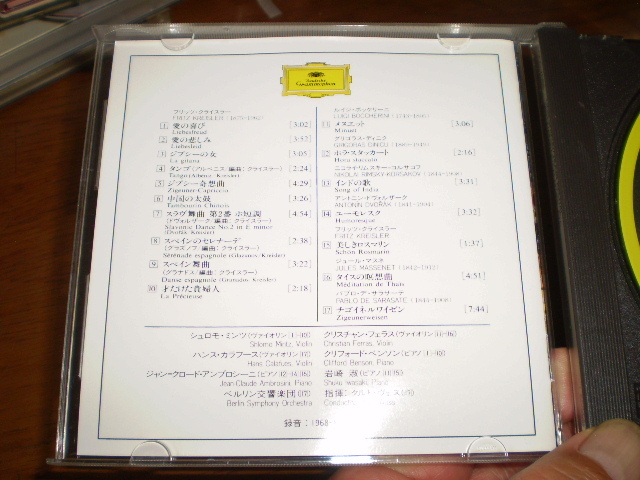 Deutsche
Grammophon
フリッツ・クライスラー
FRITZ KREISLER (1875-1962)
1 愛の喜び [3:02]
Liebesfreud
2 愛の悲しみ
Liebesleid
3 ジプシーの女 [3:05]
La gitana
4 タンゴ(アルベニス 編曲:クライスラー) [2:24]
Tango (Albéniz, Kreisler)
5 ジプシー奇想曲 [4:29]
Zigeuner-Capriccio
6 中国の太鼓 [3:26]
Tambourin Chinois
7 スラヴ舞曲 第2番 ホ短調 [4:54]
(ドヴォルザーク 編曲:クライスラー)
Slavonic Dance No.2 in E minor
(Dvořák, Kreisler)
8 スペインのセレナーデ [2:38]
(グラズノフ 編曲:クライスラー)
Sérénade espagnole (Glazunov, Kreisler)
9 スペイン舞曲 [3:22]
(グラナドス 編曲:クライスラー)
Danse espagnole (Granados, Kreisler)
10 才たけた貴婦人 [2:18]
La Précieuse
ルイジ・ボッケリーニ
LUIGI BOCCHERINI
11 メヌエット [3:06]
Minuet
グリゴラス・ディニク
GRIGORAS DINICU
12 ホラ・スタッカート [2:16]
Hora staccato
ニコライ・リムスキー=コルサコフ
NIKOLAI RIMSKY-KORSAKOV
13 インドの歌 [3:31]
Song of India
アントニン・ドヴォルザーク
ANTONIN DVOŘÁK
14 ユーモレスク [3:32]
Humoresque
フリッツ・クライスラー
FRITZ KREISLER
15 美しきロスマリン [1:37]
Schön Rosmarin
ジュール・マスネ
JULES MASSENET
16 タイスの瞑想曲 [4:51]
Méditation de Thaïs
パブロ・デ・サラサーテ
PABLO DE SARASATE
17 チゴイネルワイゼン [7:44]
Zigeunerweisen
シュロモ・ミンツ(ヴァイオリン
Shlomo Mintz, Violin
ハンス・カラフース(ヴァイオリン
Hans Calafues, Violin
ジャン=クロード・アンブロシーニ(ピアノ
Jean-Claude Ambrosini, Piano
ベルリン交響楽団
Berlin Symphony Orchestra
クリスチャン・フェラス(ヴァイオリン
Christian Ferras, Violin
クリフォード・ベンソン(ピアノ
Clifford Benson, Piano
岩崎 淑(ピアノ
Shuku Iwasaki, Piano
指揮:
録音:1968